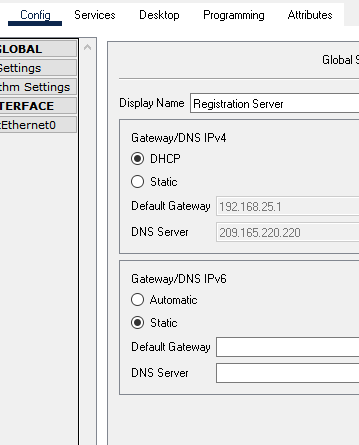 Config Services Desktop Programming Attributes
GLOBAL
Settings
thm Settings
TERFACE
tEthernet0
Global S
Display Name Registration Server
Gateway/DNS IPv4
DHCP
Static
Default Gateway 192.168.25.1
DNS Server 209.165.220.220
Gateway/DNS IPv6
Automatic
Static
Default Gateway
DNS Server